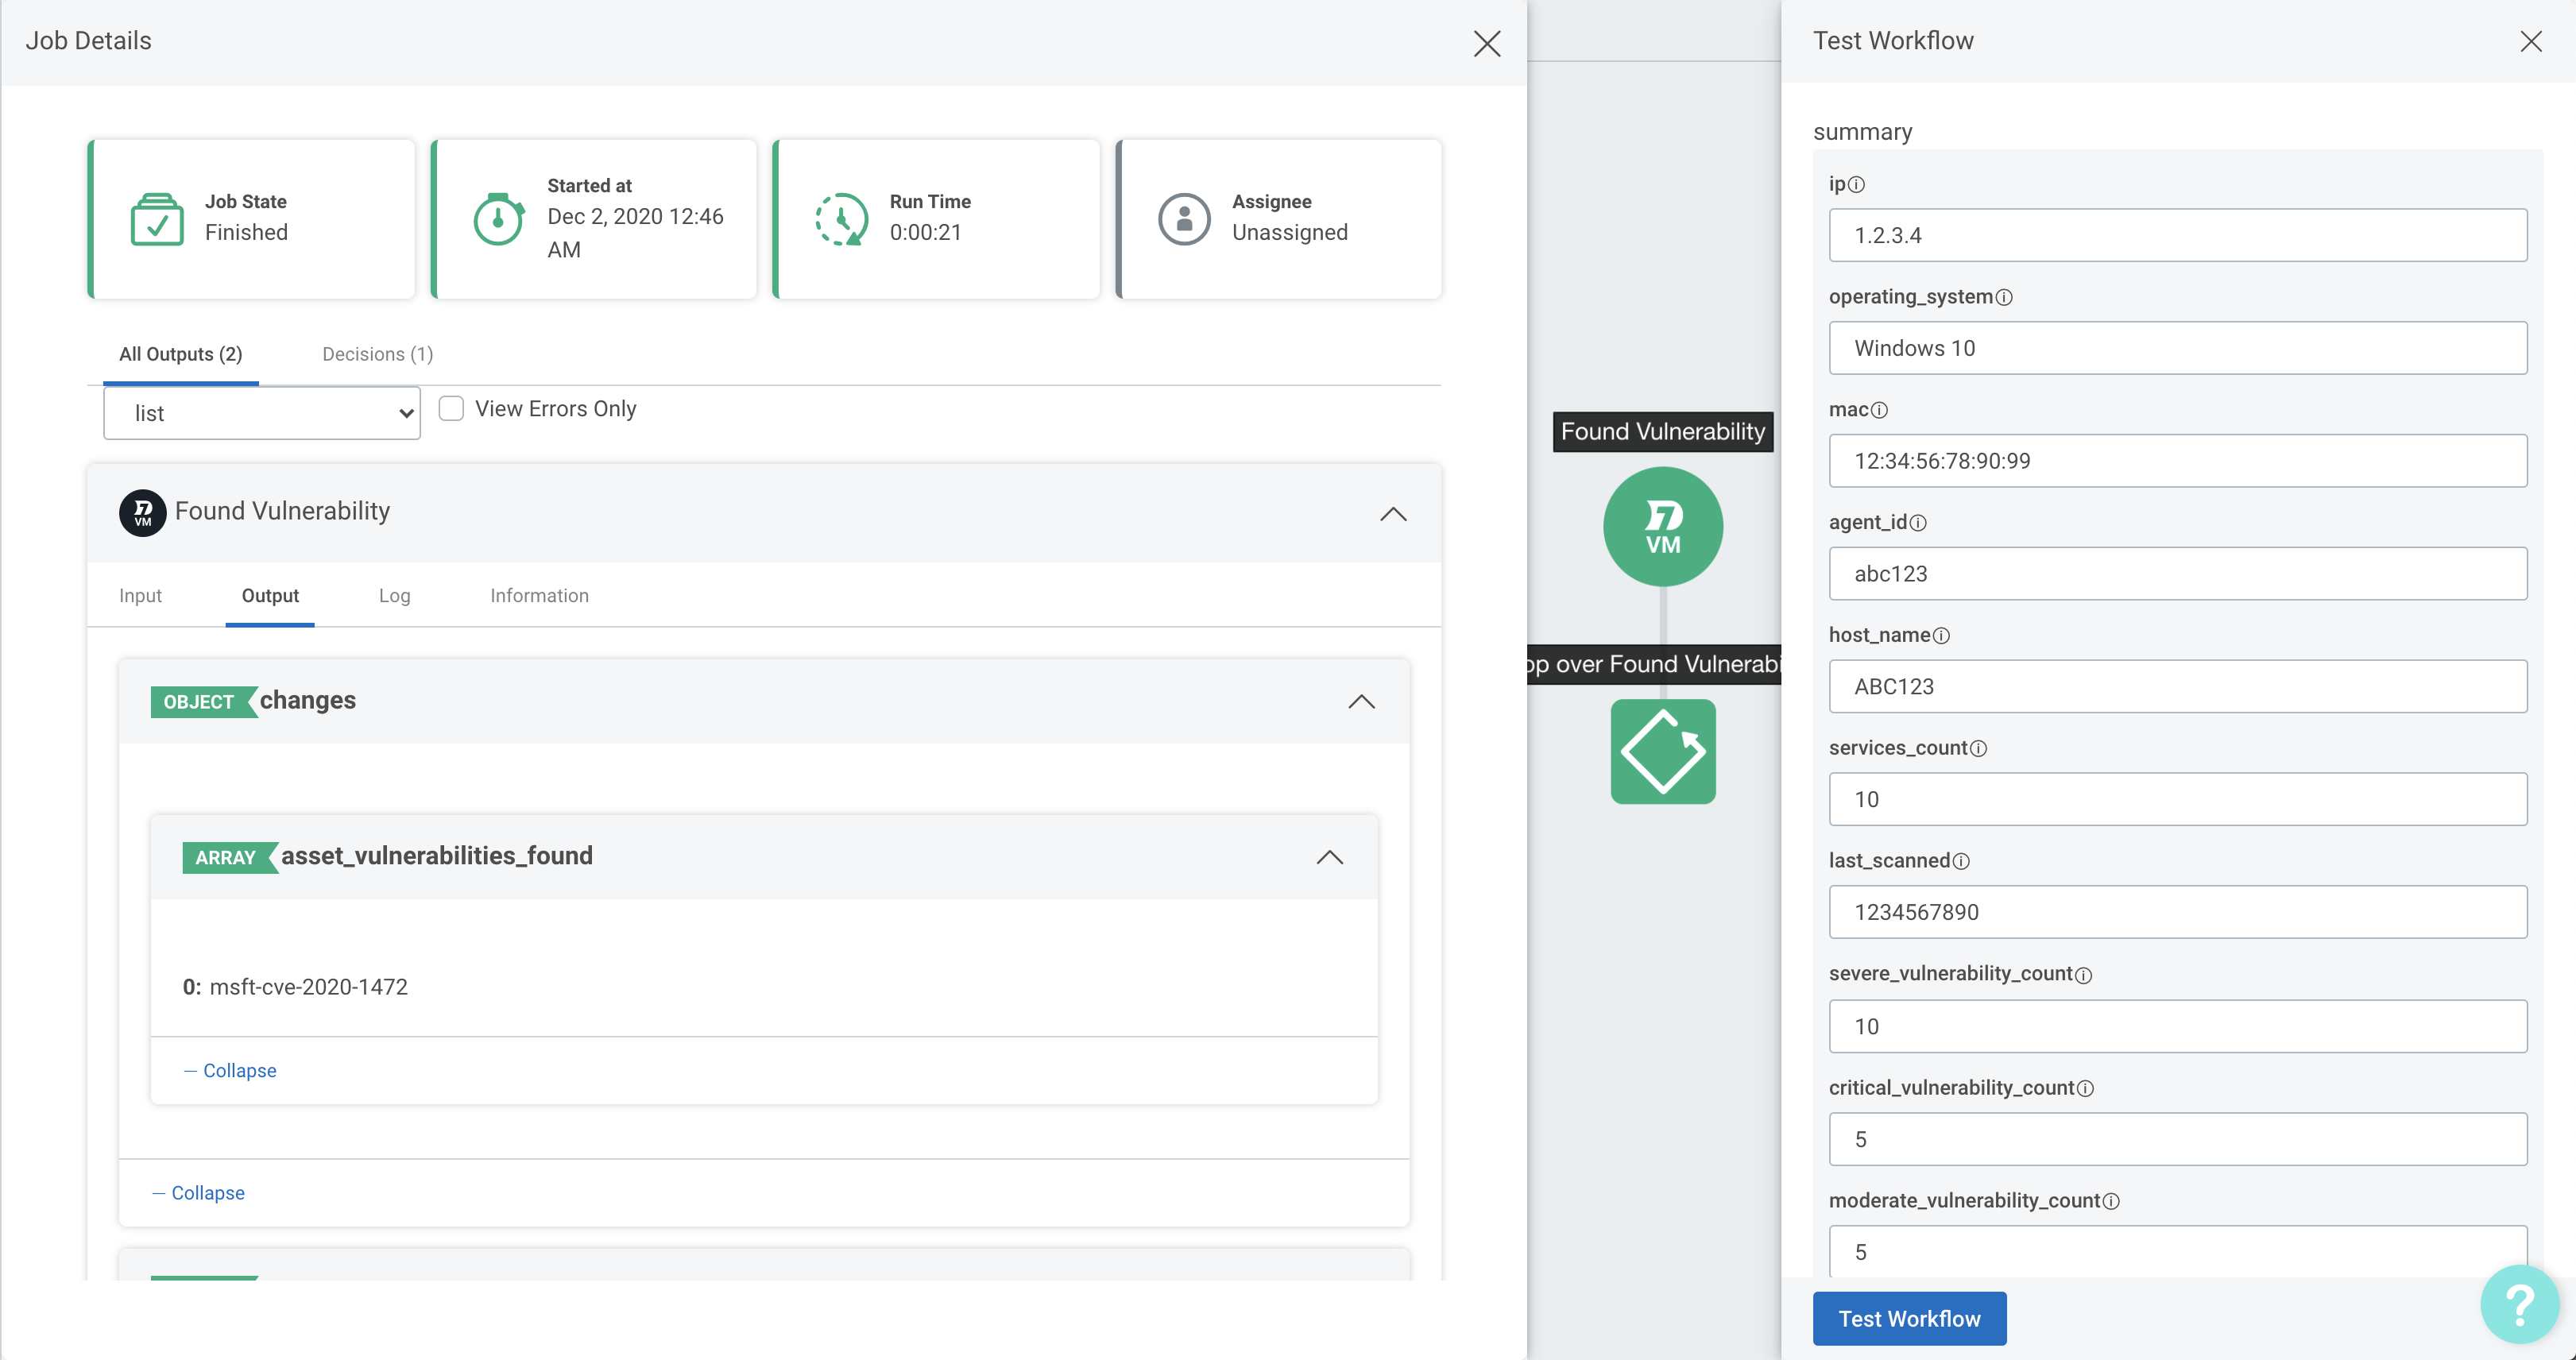 Job Details
Job State
Finished
Started at
Dec 2, 2020 12:46
AM
Run Time
0:00:21
Assignee
Unassigned
All Outputs (2)
Decisions (1)
list
View Errors Only
VM
Found Vulnerability
Input
Output
Log
Information
OBJECT changes
ARRAY asset_vulnerabilities_found
0: msft-cve-2020-1472
— Collapse
— Collapse
Found Vulnerability
VM
op over Found Vulnerabi
Test Workflow
summary
ip
1.2.3.4
operating_system
Windows 10
mac
12:34:56:78:90:99
agent_id
abc123
host_name
ABC123
services_count
10
last_scanned
1234567890
severe_vulnerability_count
10
critical_vulnerability_count
5
moderate_vulnerability_count
5
Test Workflow
?